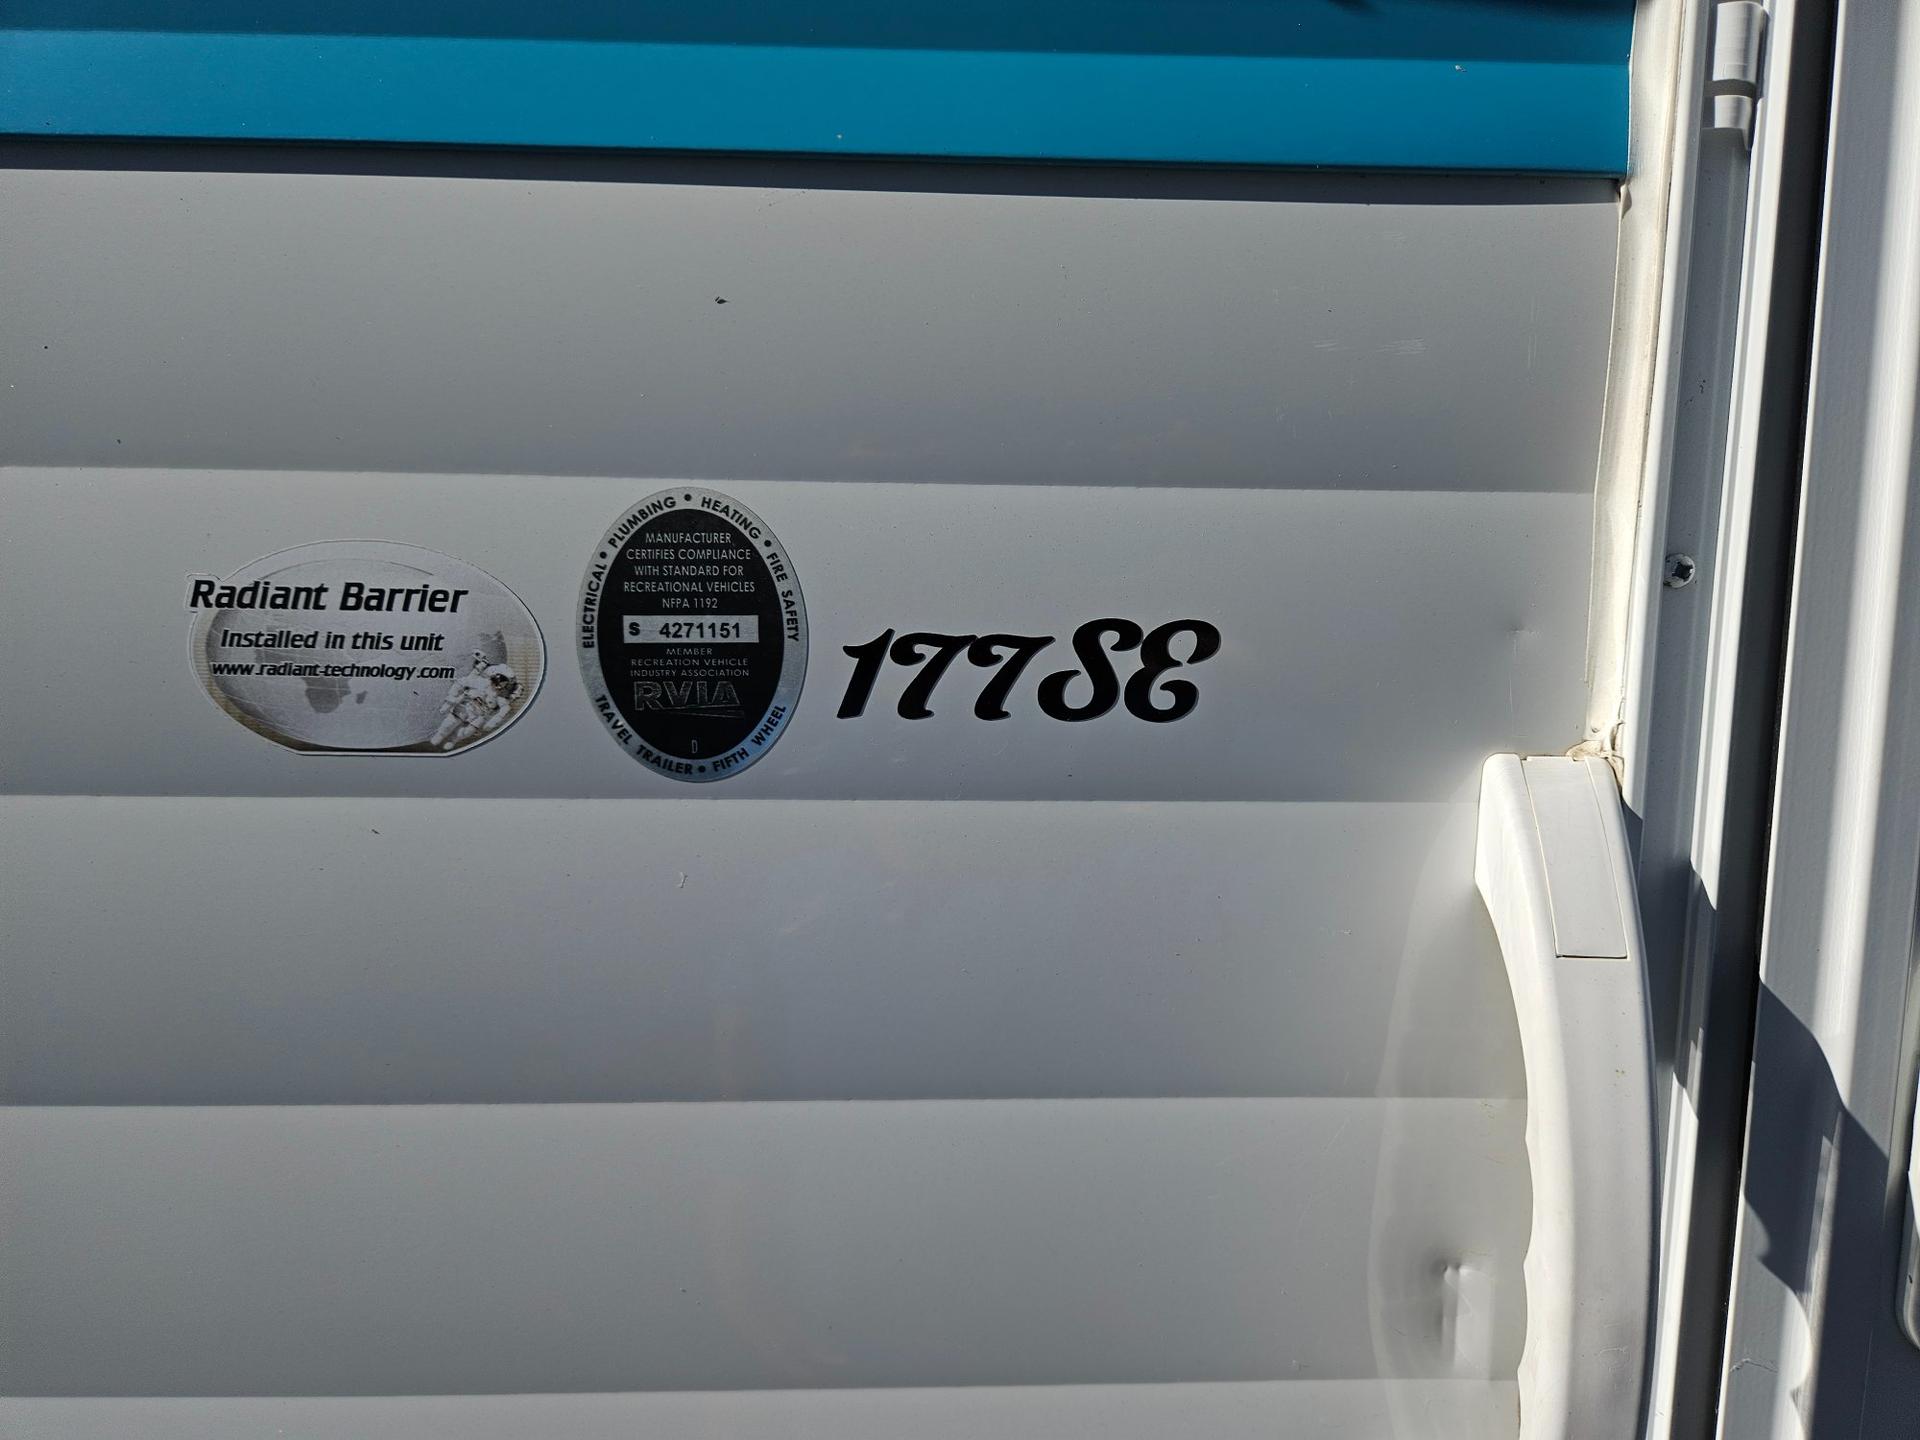 Radiant Barrier
Installed in this unit
www.radiant-technology.com
ELECTRICAL • PLUMBING • HEATING • FIRE SAFETY
MANUFACTURER
CERTIFIES COMPLIANCE
WITH STANDARD FOR
RECREATIONAL VEHICLES
NFPA 1192
S 4271151
MEMBER
RECREATION VEHICLE
INDUSTRY ASSOCIATION
RVIA
D
TRAVEL TRAILER • FIFTH WHEEL
177SE